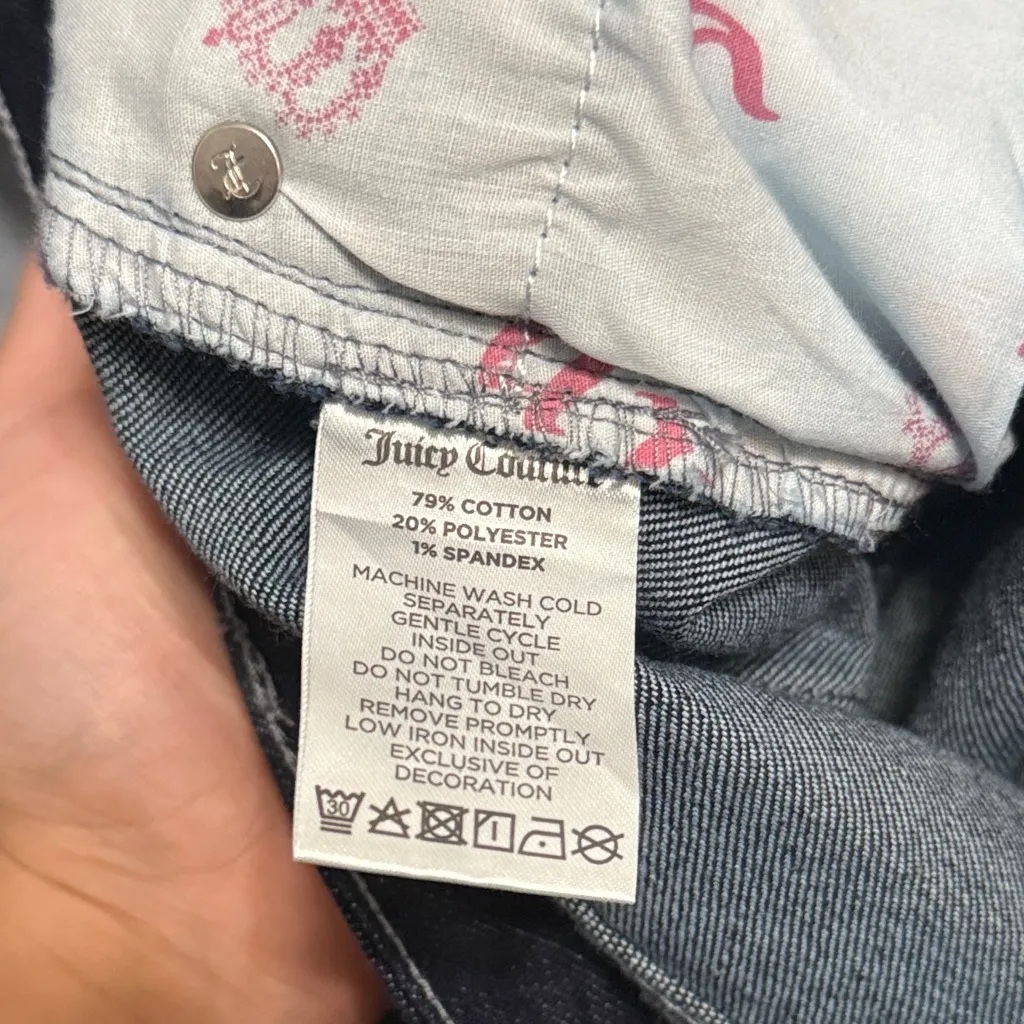 JC
Juicy Couture
79% COTTON
20% POLYESTER
1% SPANDEX
MACHINE WASH COLD
SEPARATELY
GENTLE CYCLE
INSIDE OUT
DO NOT BLEACH
DO NOT TUMBLE DRY
HANG TO DRY
REMOVE PROMPTLY
LOW IRON INSIDE OUT
EXCLUSIVE OF
DECORATION
30